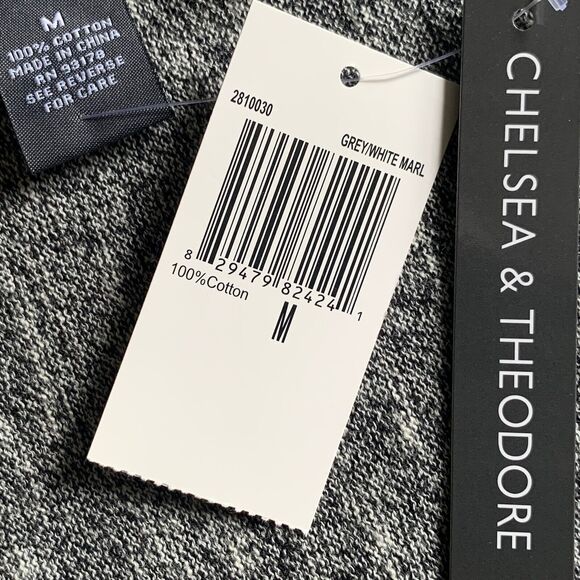 M
100% COTTON
MADE IN CHINA
RN 93178
SEE REVERSE
FOR CARE
2810030
GREY/WHITE MARL
8 29479 82424 1
100%Cotton
M
CHELSEA & THEODORE